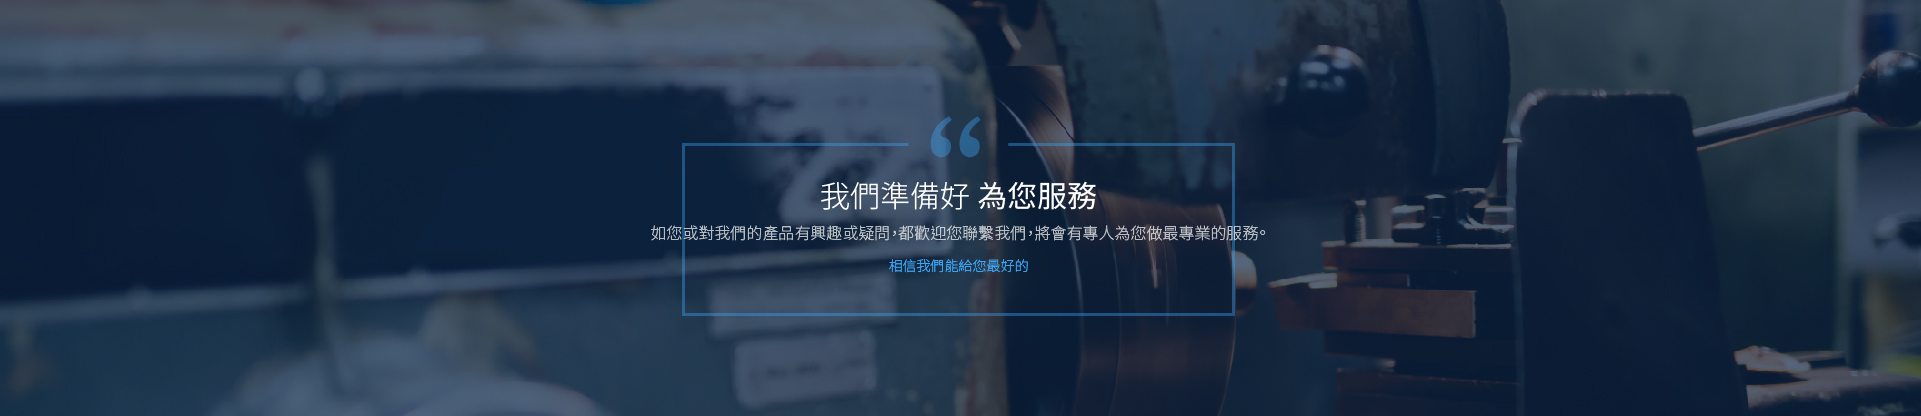 我們準備好 為您服務
如您或對我們的產品有興趣或疑問，都歡迎您聯繫我們，將會有專人為您做最專業的服務。
相信我們能給您最好的